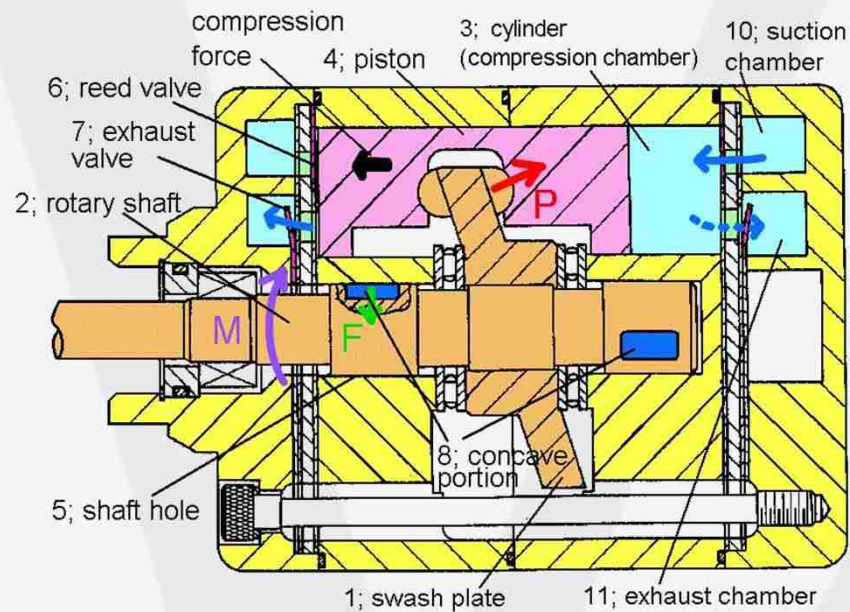 compression
force
3; cylinder
(compression chamber)
10; suction
chamber
4; piston
6; reed valve
7; exhaust
valve
2; rotary shaft
P
M
F
8; concave
portion
5; shaft hole
1; swash plate
11; exhaust chamber